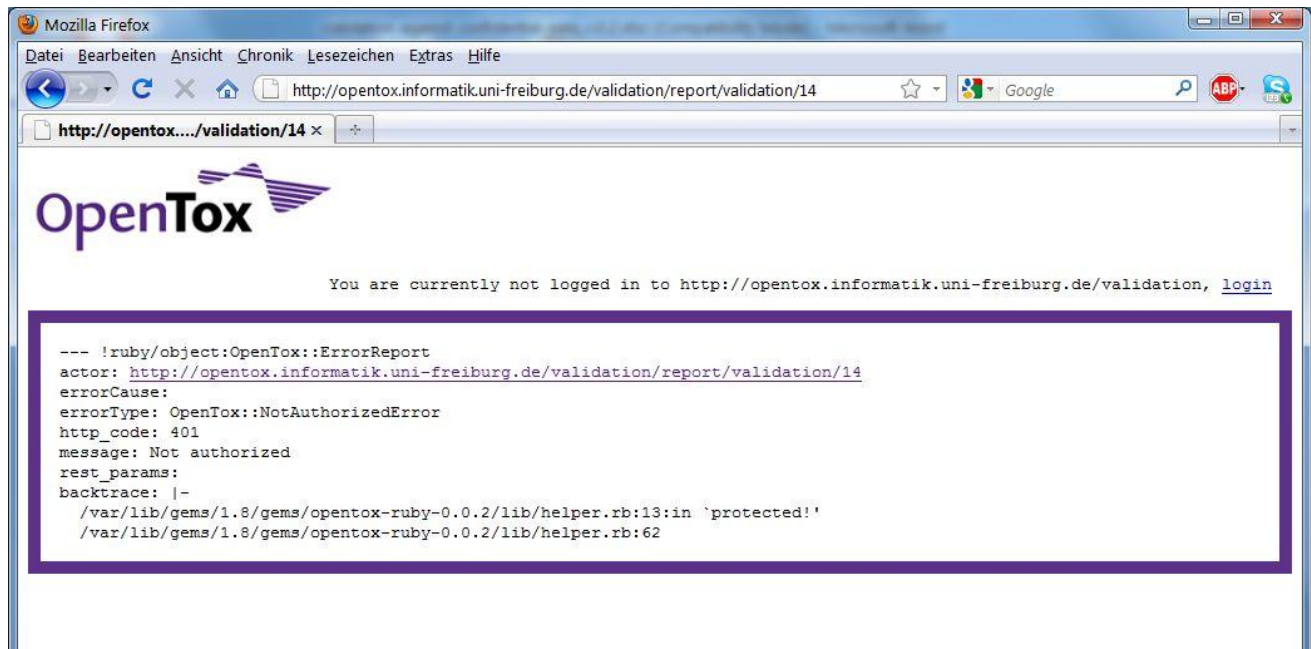 Mozilla Firefox
Datei Bearbeiten Ansicht Chronik Lesezeichen Extras Hilfe
http://opentox.informatik.uni-freiburg.de/validation/report/validation/14
Google
ABP
http://opentox..../validation/14
OpenTox
You are currently not logged in to http://opentox.informatik.uni-freiburg.de/validation, login
--- !ruby/object:OpenTox::ErrorReport
actor: http://opentox.informatik.uni-freiburg.de/validation/report/validation/14
errorCause:
errorType: OpenTox::NotAuthorizedError
http_code: 401
message: Not authorized
rest_params:
backtrace: |-
/var/lib/gems/1.8/gems/opentox-ruby-0.0.2/lib/helper.rb:13:in `protected!'
/var/lib/gems/1.8/gems/opentox-ruby-0.0.2/lib/helper.rb:62